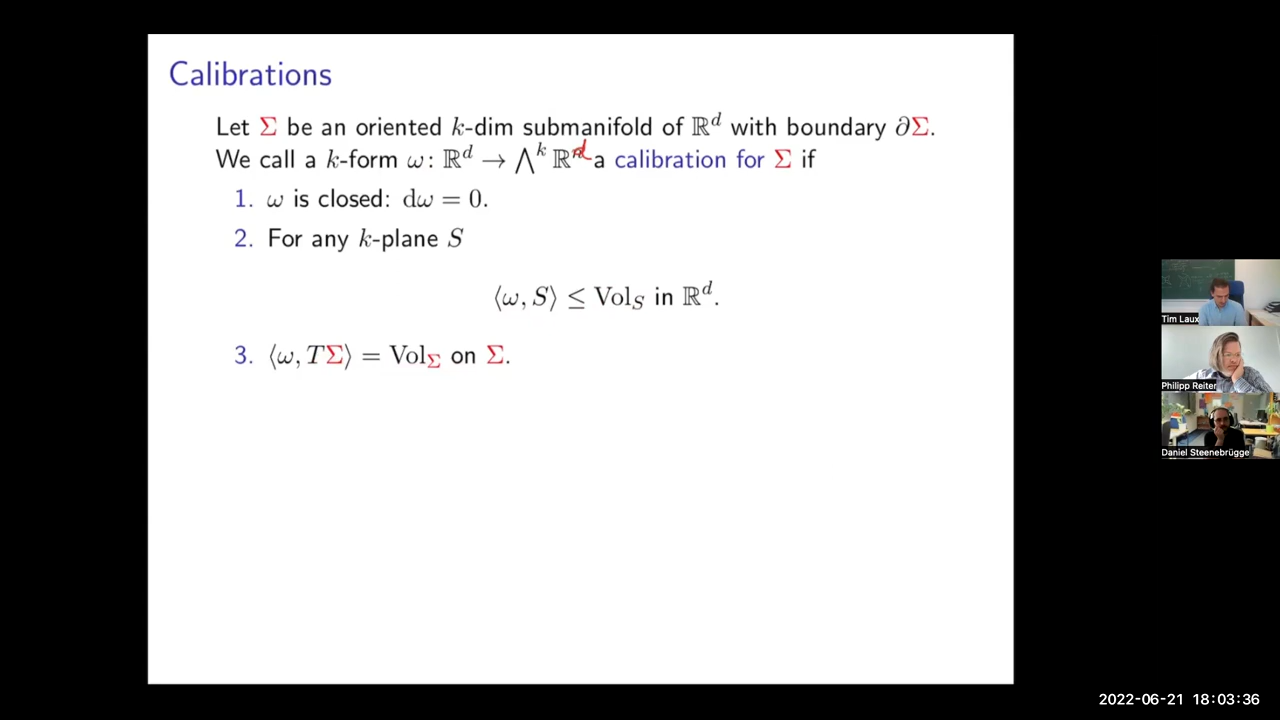 Calibrations
Let Σ be an oriented k-dim submanifold of ℝ^d with boundary ∂Σ.
We call a k-form ω: ℝ^d → ⋀^k ℝ^d a calibration for Σ if
1. ω is closed: dω = 0.
2. For any k-plane S
⟨ω, S⟩ ≤ Vol_S in ℝ^d.
3. ⟨ω, TΣ⟩ = Vol_Σ on Σ.
Tim Laux
Philipp Reiter
Daniel Steenebrügge
2022-06-21 18:03:36